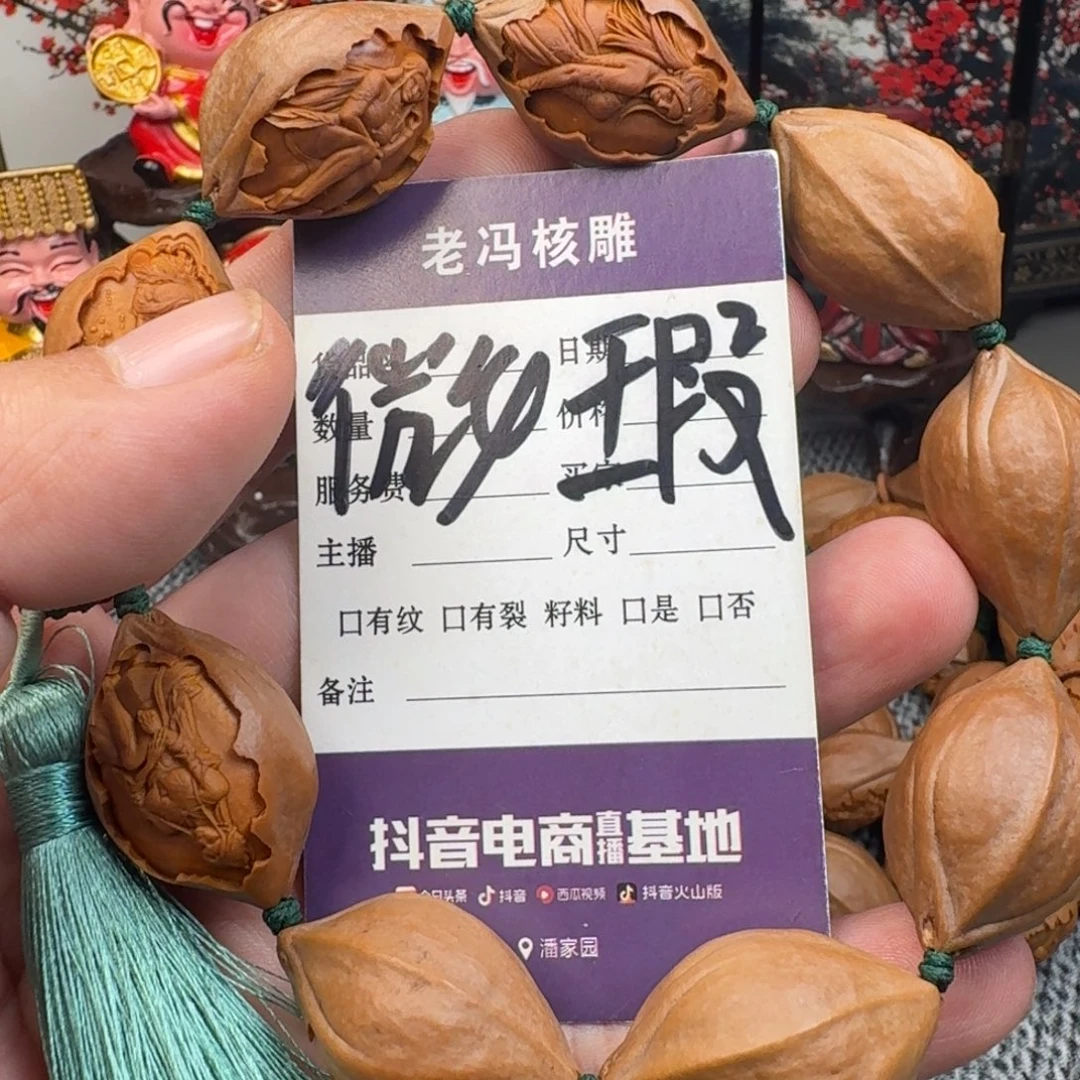 老冯核雕
微瑕
日期
数量 价格
服务费
主播 尺寸
口有纹 口有裂 籽料 口是 口否
备注
抖音电商直播基地
今日头条 抖音 西瓜视频 抖音火山版
潘家园